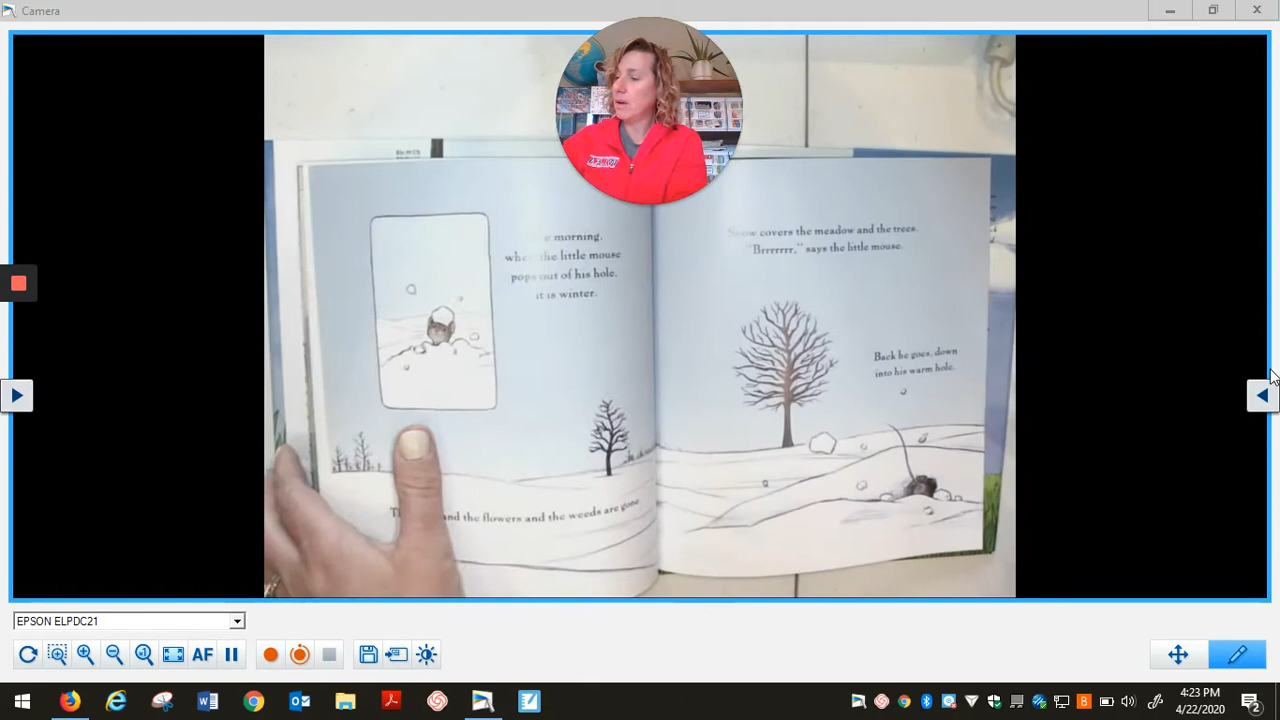 Camera
e morning,
when the little mouse
pops out of his hole,
it is winter.
and the flowers and the weeds are gone
Snow covers the meadow and the trees.
"Brrrrrrr," says the little mouse.
Back he goes, down
into his warm hole.
EPSON ELPDC21
AF
4:23 PM
4/22/2020